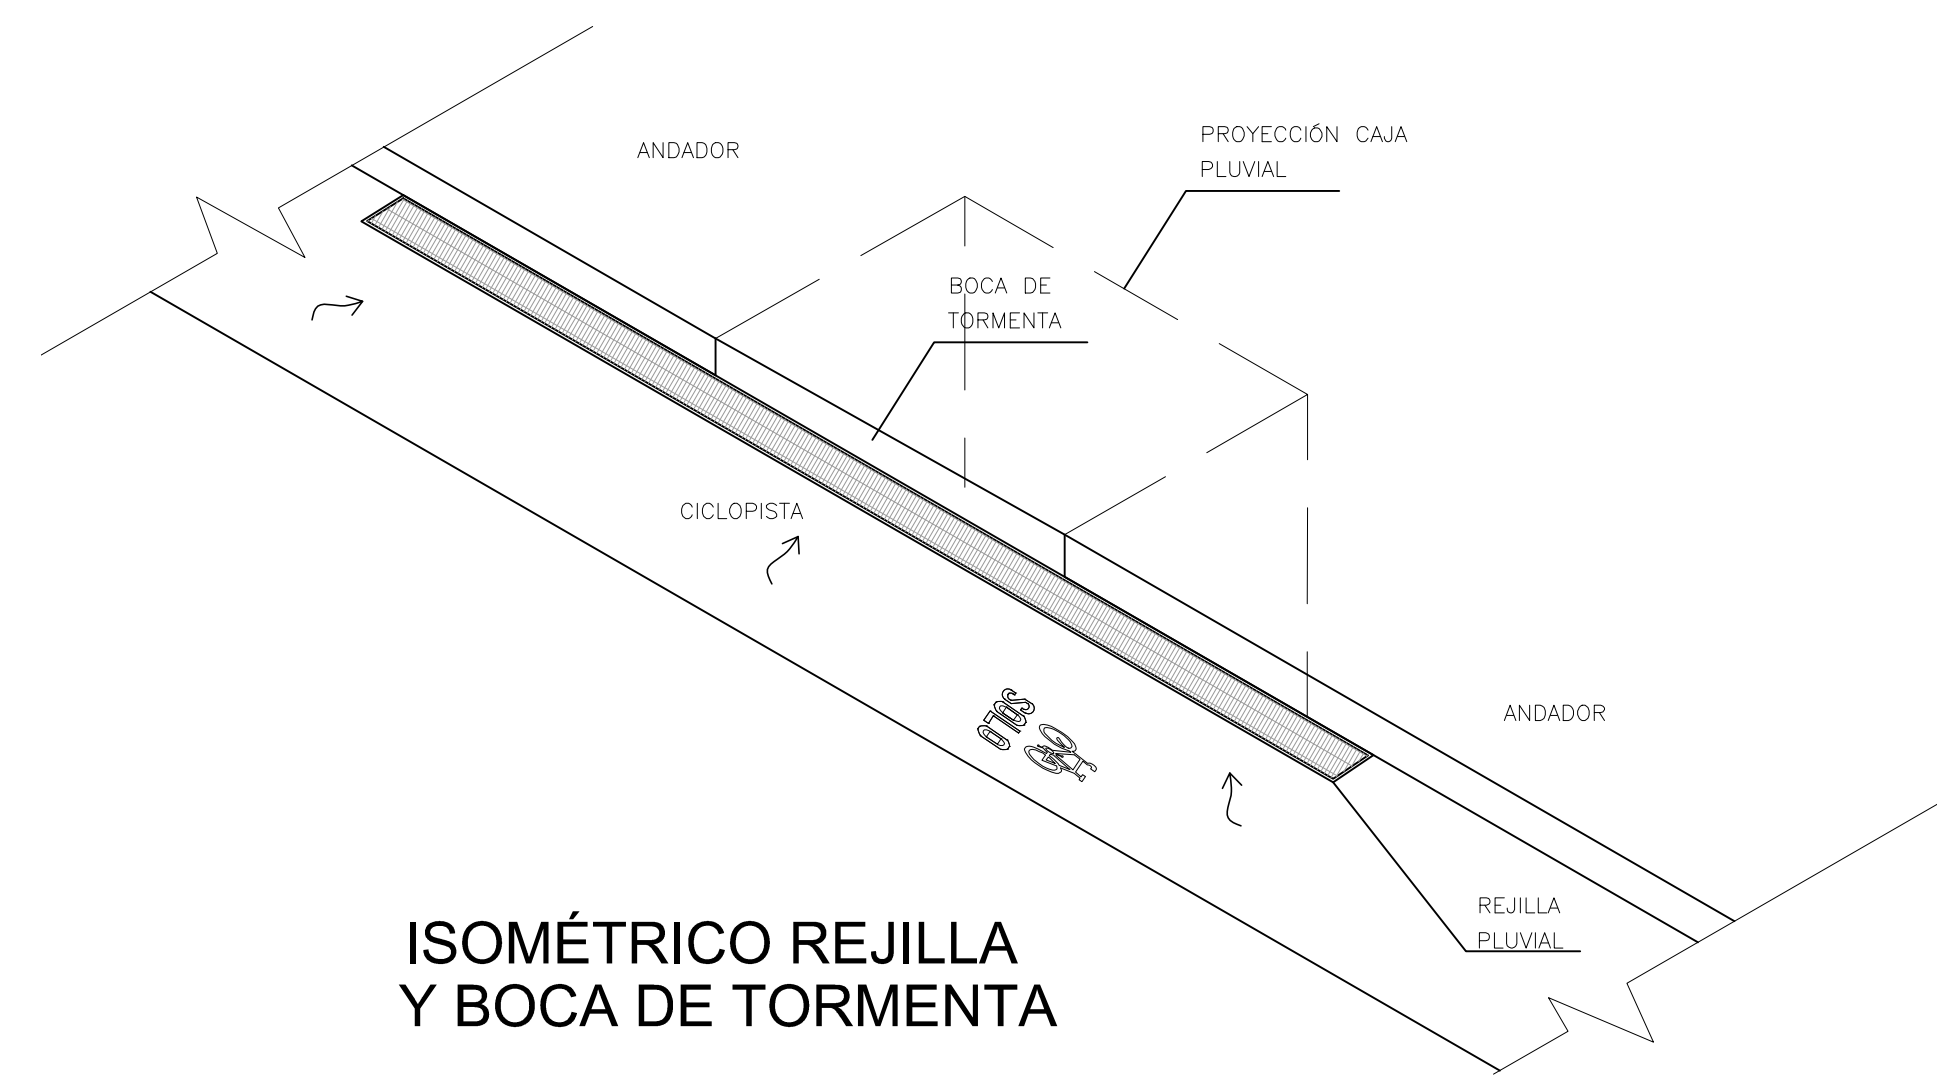 ANDADOR
PROYECCIÓN CAJA
PLUVIAL
BOCA DE
TORMENTA
CICLOPISTA
SOLO
ANDADOR
REJILLA
PLUVIAL
ISOMÉTRICO REJILLA
Y BOCA DE TORMENTA